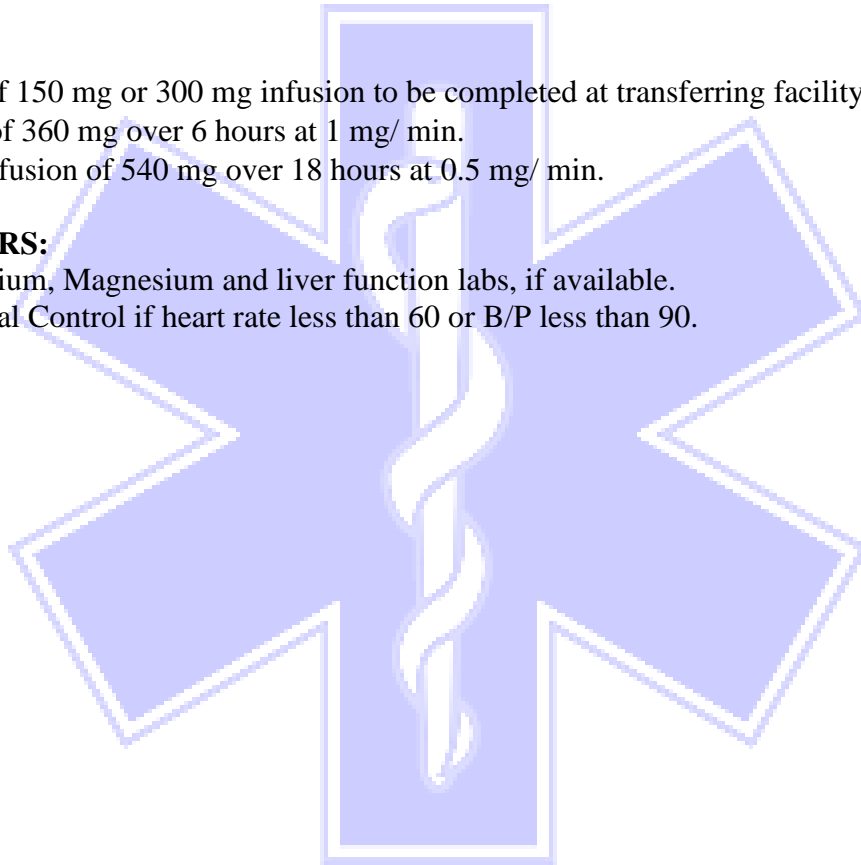 f 150 mg or 300 mg infusion to be completed at transferring facility
of 360 mg over 6 hours at 1 mg/ min.
fusion of 540 mg over 18 hours at 0.5 mg/ min.
RS:
ium, Magnesium and liver function labs, if available.
al Control if heart rate less than 60 or B/P less than 90.